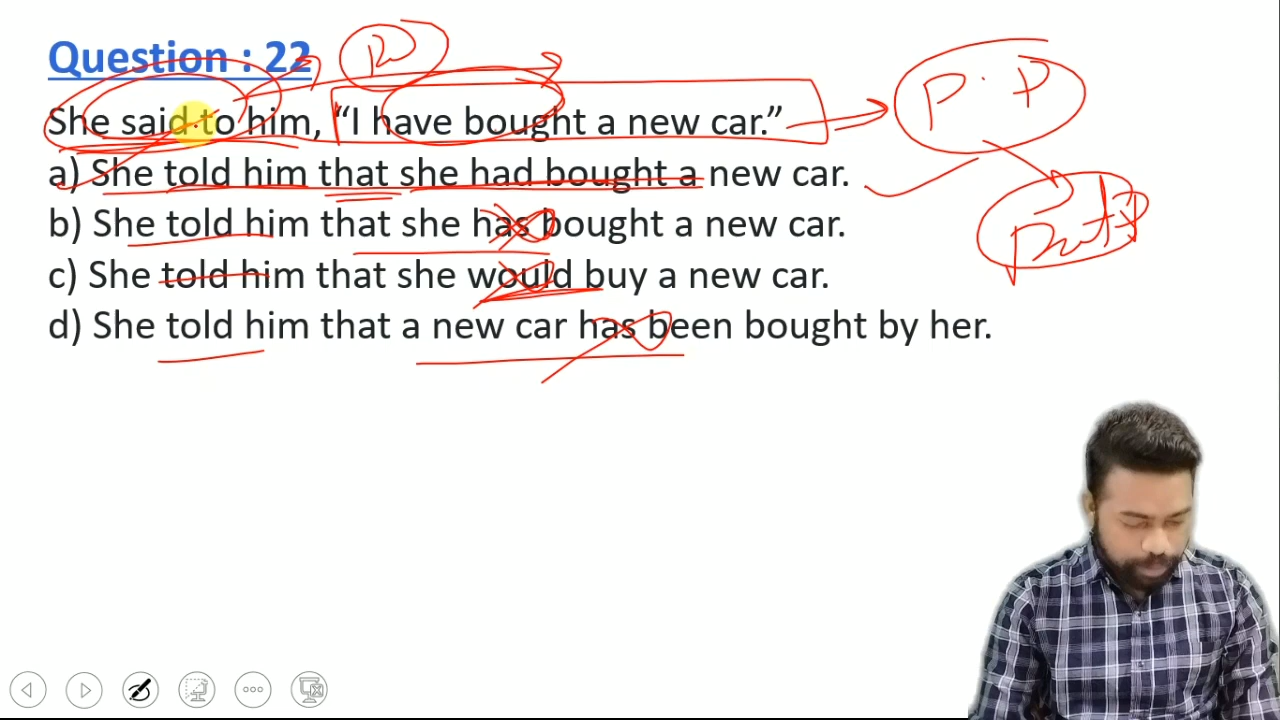 Question : 22
She said to him, “I have bought a new car.”
a) She told him that she had bought a new car.
b) She told him that she has bought a new car.
c) She told him that she would buy a new car.
d) She told him that a new car has been bought by her.
P. P